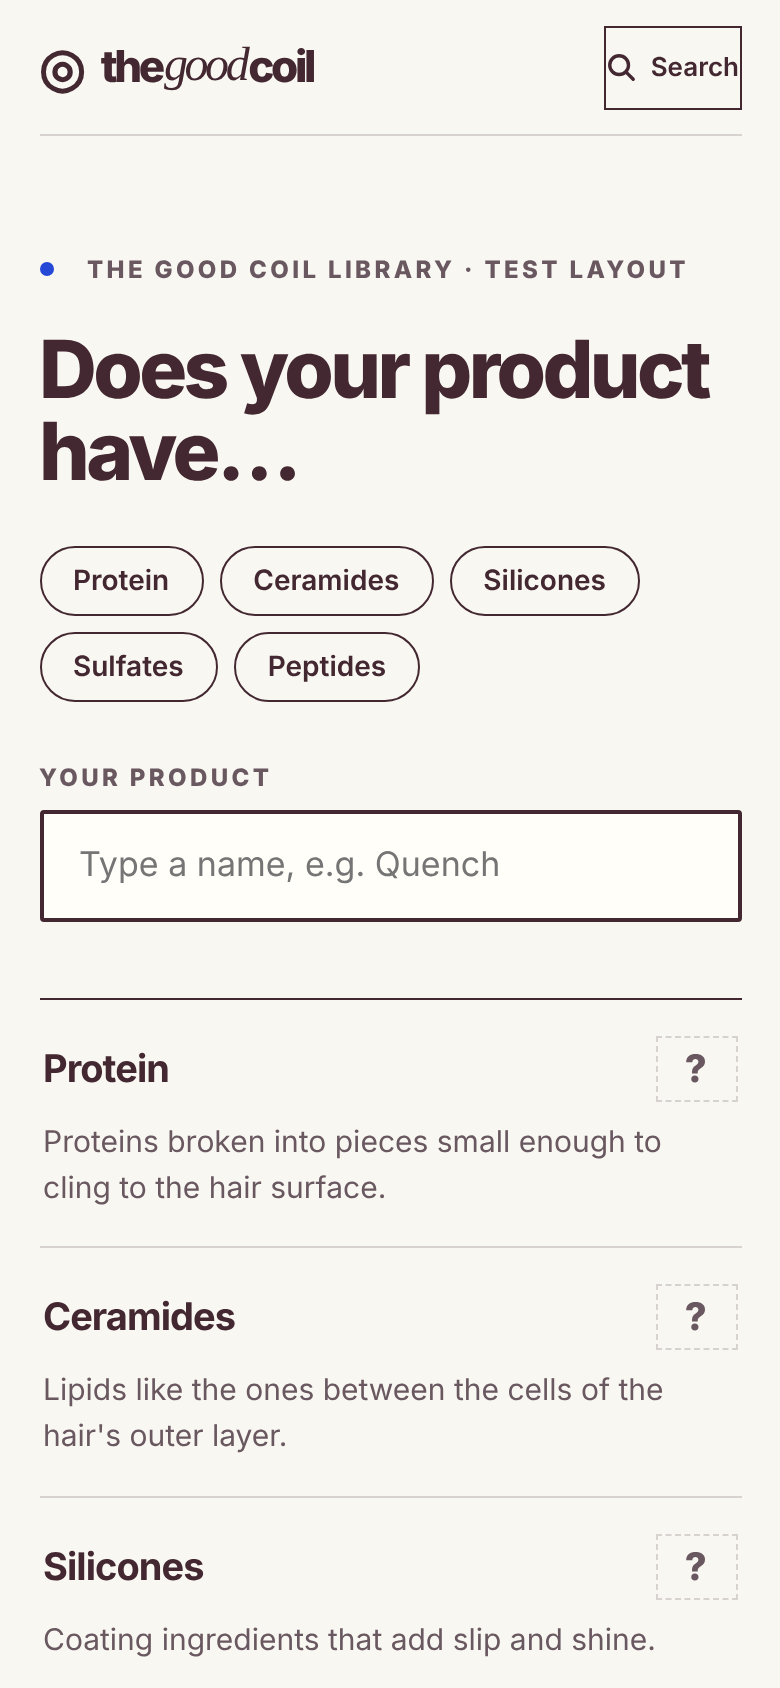 thegoodcoil
Search
THE GOOD COIL LIBRARY · TEST LAYOUT
Does your product
have…
Protein
Ceramides
Silicones
Sulfates
Peptides
YOUR PRODUCT
Type a name, e.g. Quench
Protein
?
Proteins broken into pieces small enough to
cling to the hair surface.
Ceramides
?
Lipids like the ones between the cells of the
hair's outer layer.
Silicones
?
Coating ingredients that add slip and shine.